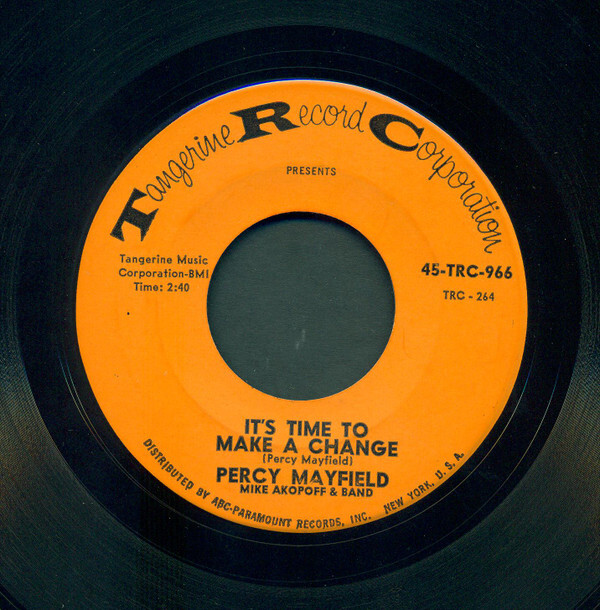 Tangerine Record Corporation
PRESENTS
Tangerine Music
Corporation-BMI
Time: 2:40
45-TRC-966
TRC - 264
IT'S TIME TO
MAKE A CHANGE
(Percy Mayfield)
PERCY MAYFIELD
MIKE AKOPOFF & BAND
DISTRIBUTED BY ABC-PARAMOUNT RECORDS, INC. NEW YORK, U. S. A.